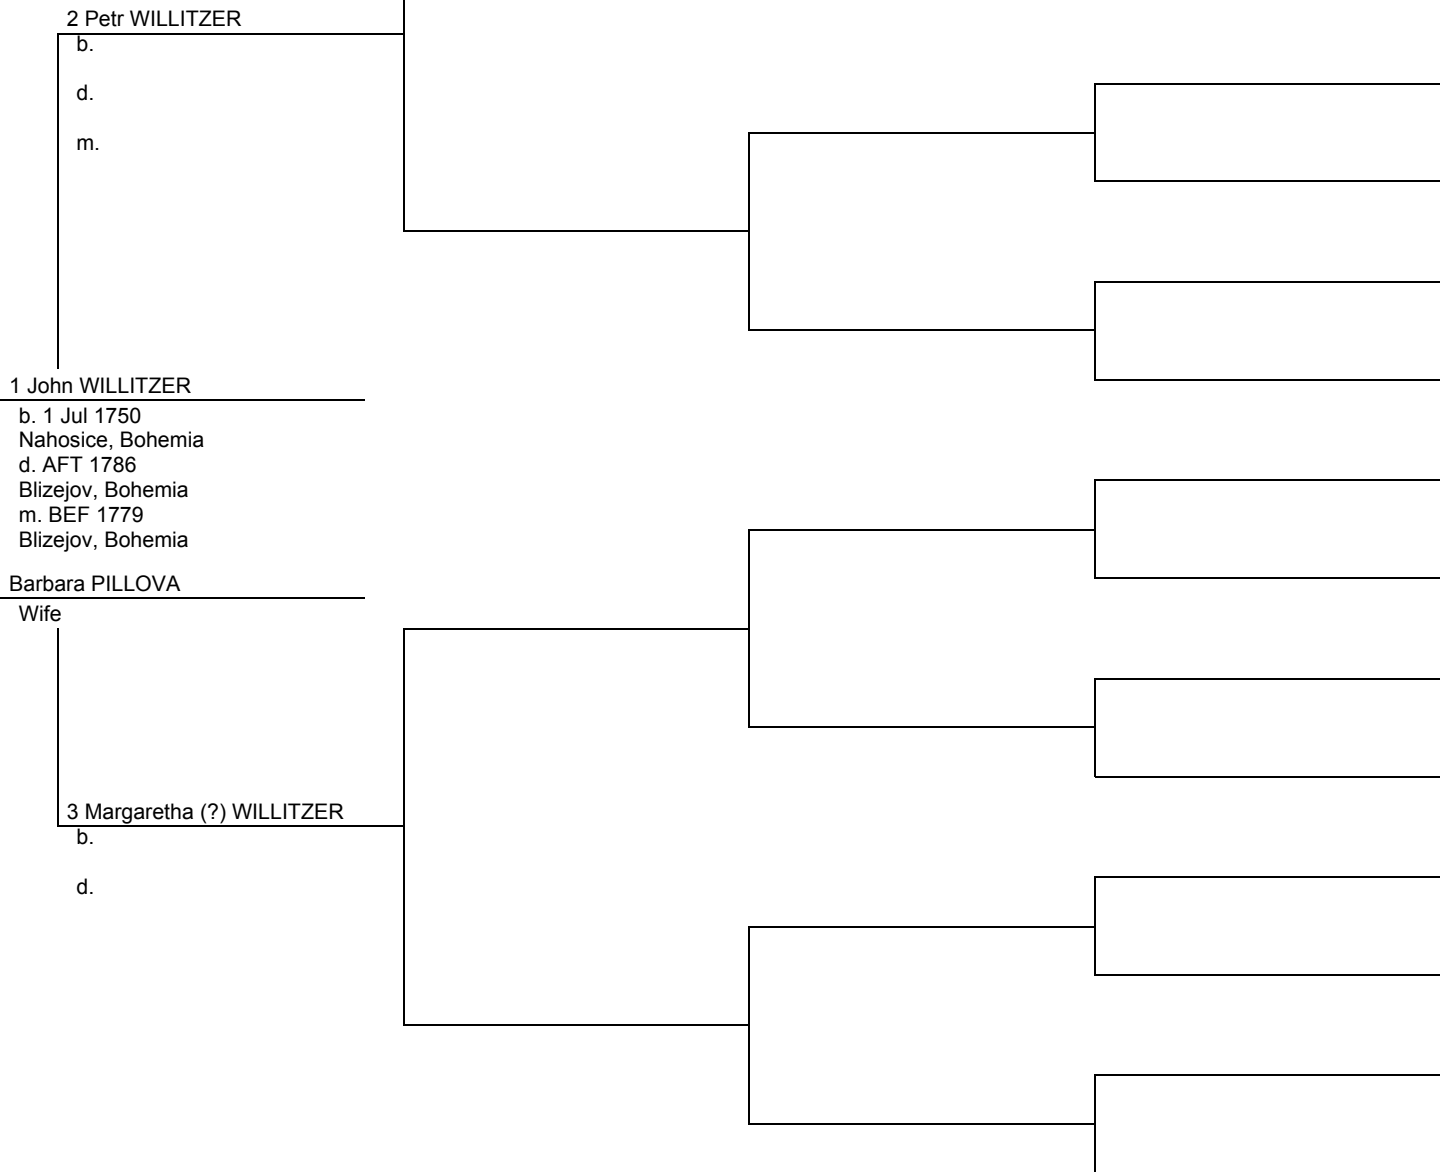 2 Petr WILLITZER
b.
d.
m.
1 John WILLITZER
b. 1 Jul 1750
Nahosice, Bohemia
d. AFT 1786
Blizejov, Bohemia
m. BEF 1779
Blizejov, Bohemia
Barbara PILLOVA
Wife
3 Margaretha (?) WILLITZER
b.
d.